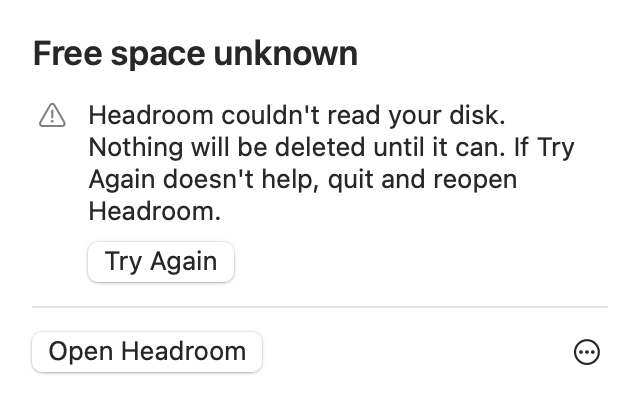 Free space unknown
Headroom couldn't read your disk.
Nothing will be deleted until it can. If Try
Again doesn't help, quit and reopen
Headroom.
Try Again
Open Headroom